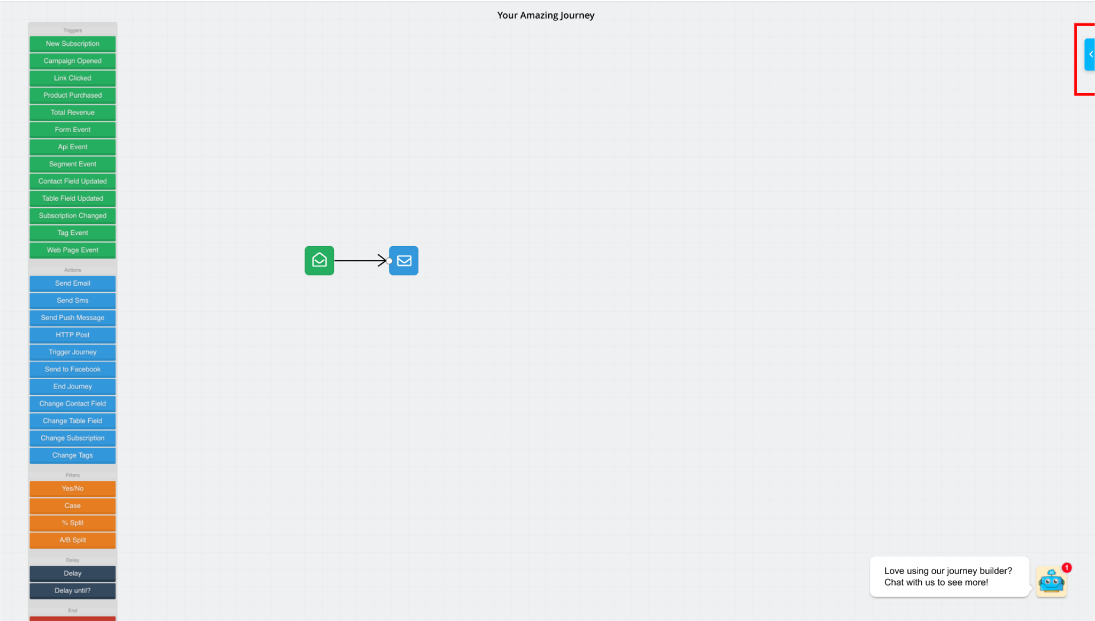 Your Amazing Journey
Triggers
New Subscription
Campaign Opened
Link Clicked
Product Purchased
Total Revenue
Form Event
Api Event
Segment Event
Contact Field Updated
Table Field Updated
Subscription Changed
Tag Event
Web Page Event
Actions
Send Email
Send Sms
Send Push Message
HTTP Post
Trigger Journey
Send to Facebook
End Journey
Change Contact Field
Change Table Field
Change Subscription
Change Tags
Filters
Yes/No
Case
% Split
A/B Split
Delay
Delay
Delay until?
End
Love using our journey builder?
Chat with us to see more!
1